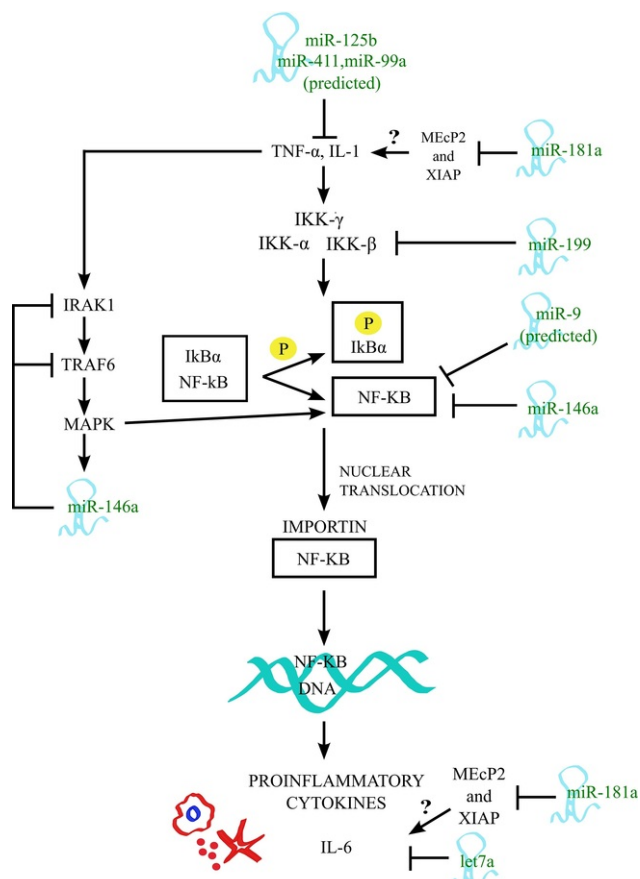 miR-125b
miR-411,miR-99a
(predicted)
?
TNF-α, IL-1
MEcP2
and
XIAP
miR-181a
IKK-γ
IKK-α IKK-β
miR-199
IRAK1
P
P
IkBα
miR-9
(predicted)
IkBα
NF-kB
TRAF6
NF-KB
miR-146a
MAPK
NUCLEAR
TRANSLOCATION
miR-146a
IMPORTIN
NF-KB
NF-KB
DNA
PROINFLAMMATORY
CYTOKINES
MEcP2
and
XIAP
miR-181a
?
IL-6
let7a